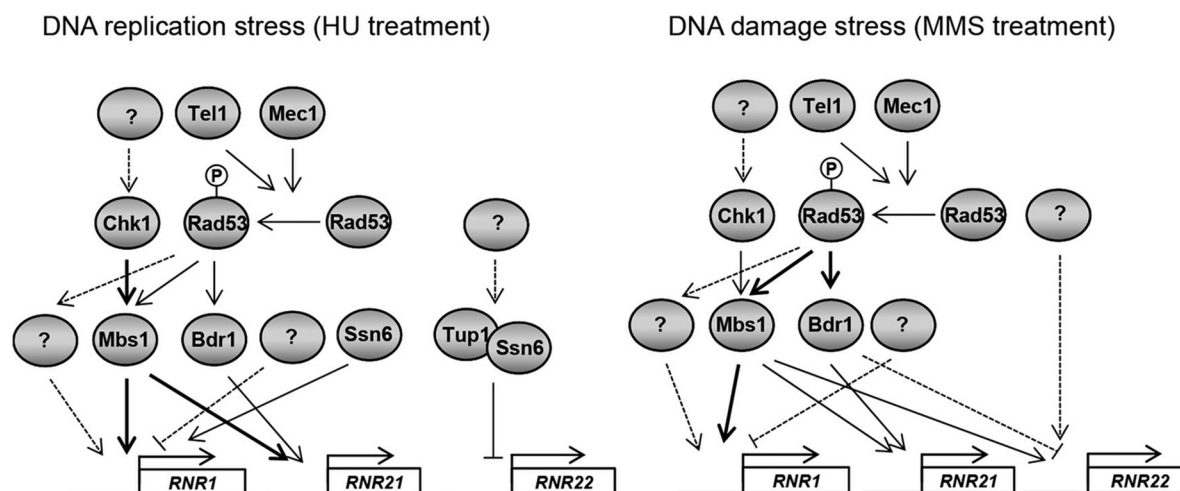 DNA replication stress (HU treatment)
? Tel1 Mec1
P
Chk1 Rad53 Rad53 ?
? Mbs1 Bdr1 ? Ssn6 Tup1 Ssn6
RNR1 RNR21 RNR22
DNA damage stress (MMS treatment)
? Tel1 Mec1
P
Chk1 Rad53 Rad53 ?
? Mbs1 Bdr1 ?
RNR1 RNR21 RNR22